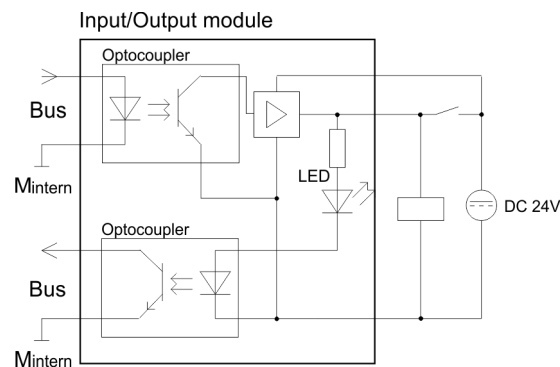 Input/Output module
Optocoupler
Bus
Mintern
LED
DC 24V
Optocoupler
Bus
Mintern